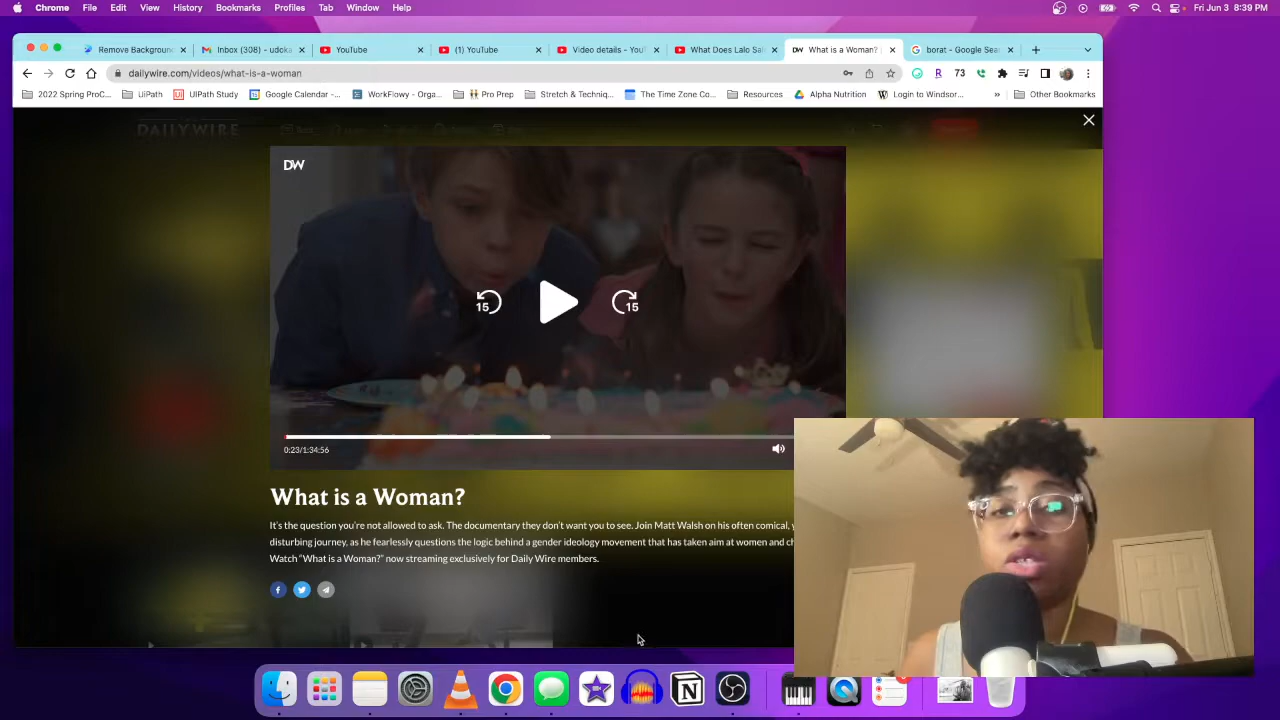 Chrome File Edit View History Bookmarks Profiles Tab Window Help Fri Jun 3 8:39 PM
Remove Background Inbox (308) - udoka YouTube (1) YouTube Video details - You What Does Lalo Sal What is a Woman? borat - Google Sea
dailywire.com/videos/what-is-a-woman 73
2022 Spring ProC... UiPath UIPath Study Google Calendar -... WorkFlowy - Orga... Pro Prep Stretch & Techniq... The Time Zone Co... Resources Alpha Nutrition Login to Windsor... » Other Bookmarks
DAILYWIRE
DW
15 15
0:23/1:34:56
What is a Woman?
It's the question you're not allowed to ask. The documentary they don't want you to see. Join Matt Walsh on his often comical,
disturbing journey, as he fearlessly questions the logic behind a gender ideology movement that has taken aim at women and ch
Watch "What is a Woman?" now streaming exclusively for Daily Wire members.